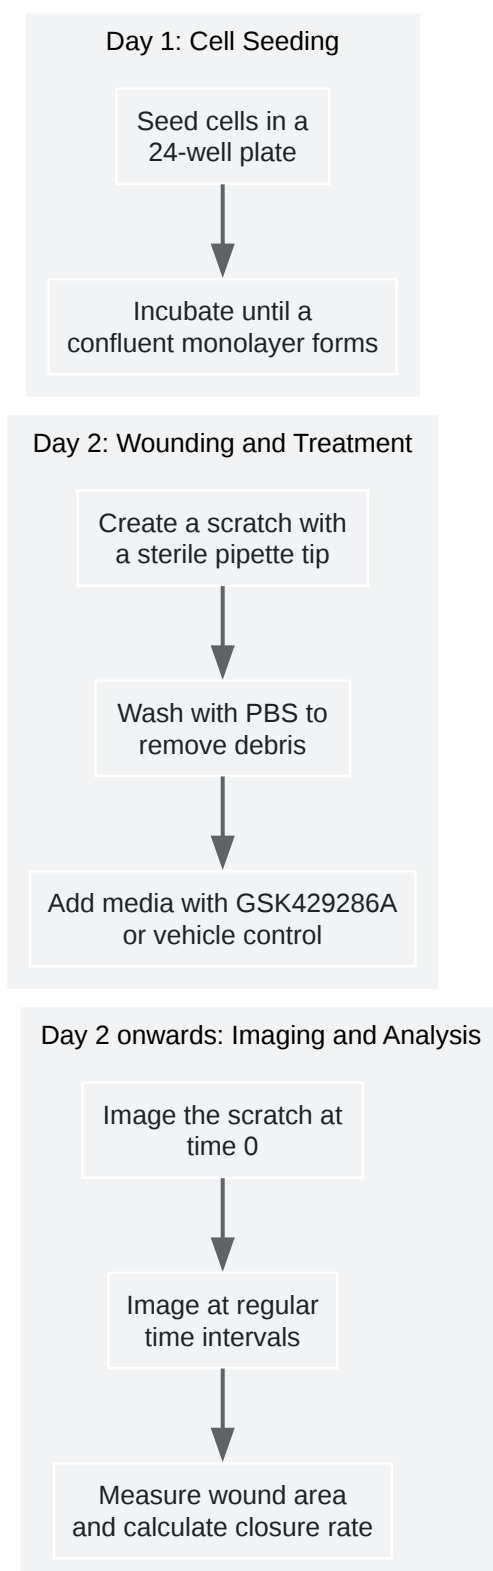 Day 1: Cell Seeding
Seed cells in a
24-well plate
Incubate until a
confluent monolayer forms
Day 2: Wounding and Treatment
Create a scratch with
a sterile pipette tip
Wash with PBS to
remove debris
Add media with GSK429286A
or vehicle control
Day 2 onwards: Imaging and Analysis
Image the scratch at
time 0
Image at regular
time intervals
Measure wound area
and calculate closure rate